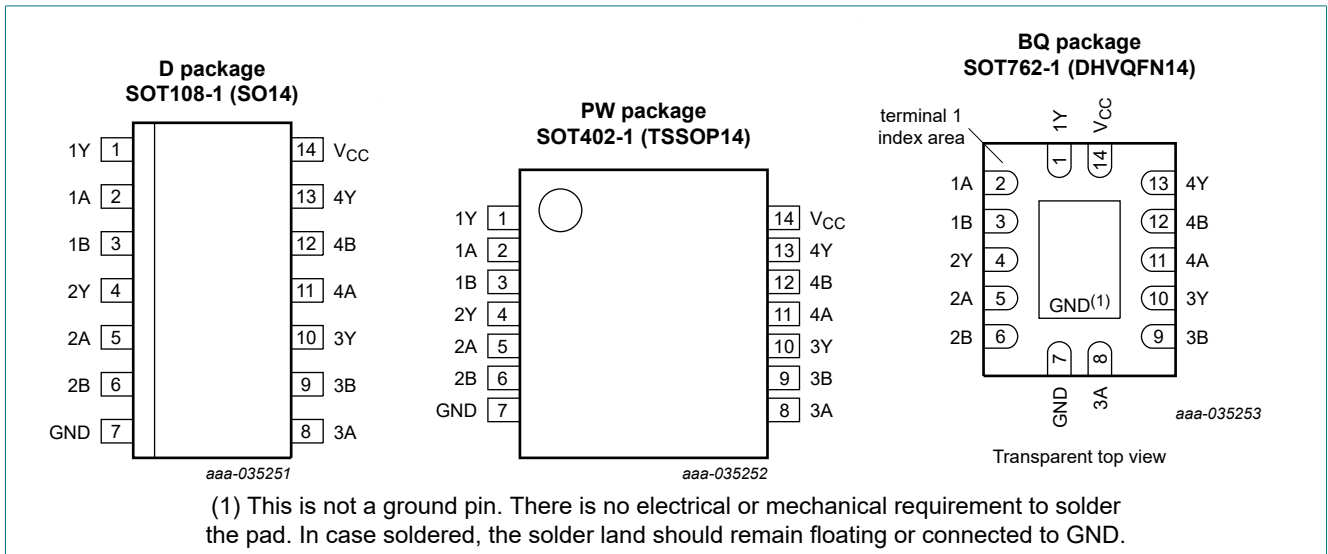 D package
SOT108-1 (SO14)
1Y 1
1A 2
1B 3
2Y 4
2A 5
2B 6
GND 7
14 VCC
13 4Y
12 4B
11 4A
10 3Y
9 3B
8 3A
aaa-035251
PW package
SOT402-1 (TSSOP14)
1Y 1
1A 2
1B 3
2Y 4
2A 5
2B 6
GND 7
14 VCC
13 4Y
12 4B
11 4A
10 3Y
9 3B
8 3A
aaa-035252
BQ package
SOT762-1 (DHVQFN14)
terminal 1
index area
1Y
VCC
1
14
1A 2
1B 3
2Y 4
2A 5
2B 6
13 4Y
12 4B
11 4A
10 3Y
9 3B
GND(1)
7
8
GND
3A
aaa-035253
Transparent top view
(1) This is not a ground pin. There is no electrical or mechanical requirement to solder
the pad. In case soldered, the solder land should remain floating or connected to GND.